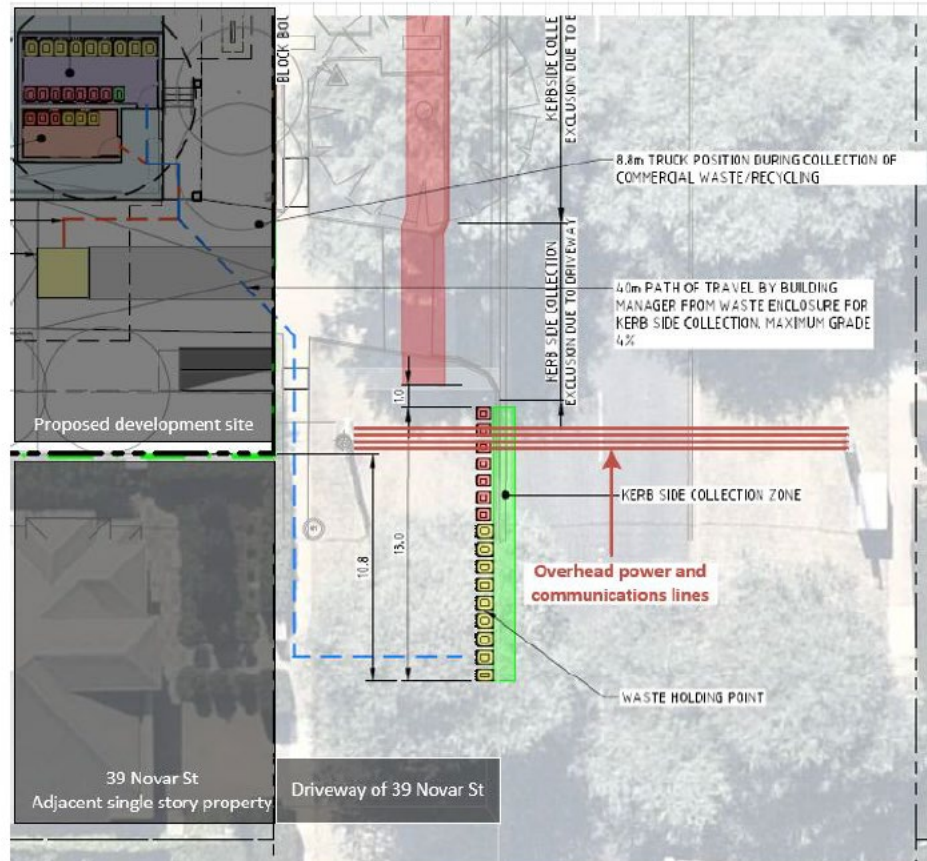 BLOCK BOU
KERBSIDE COLLE
EXCLUSION DUE TO E
8.8m TRUCK POSITION DURING COLLECTION OF
COMMERCIAL WASTE/RECYCLING
KERB SIDE COLLECTION
EXCLUSION DUE TO DRIVEWAY
40m PATH OF TRAVEL BY BUILDING
MANAGER FROM WASTE ENCLOSURE FOR
KERB SIDE COLLECTION. MAXIMUM GRADE
4%
1.0
Proposed development site
KERB SIDE COLLECTION ZONE
10.8
13.0
Overhead power and
communications lines
WASTE HOLDING POINT
39 Novar St
Adjacent single story property
Driveway of 39 Novar St